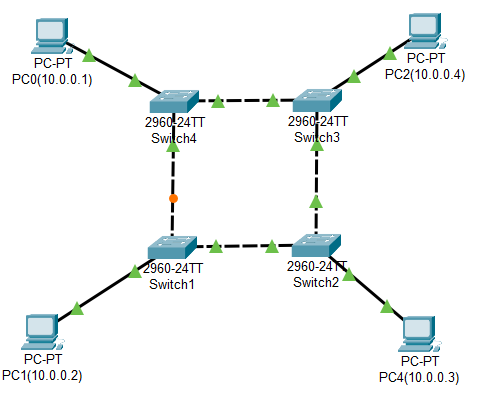 PC-PT
PC0(10.0.0.1)
PC-PT
PC2(10.0.0.4)
2960-24TT
Switch4
2960-24TT
Switch3
2960-24TT
Switch1
2960-24TT
Switch2
PC-PT
PC1(10.0.0.2)
PC-PT
PC4(10.0.0.3)